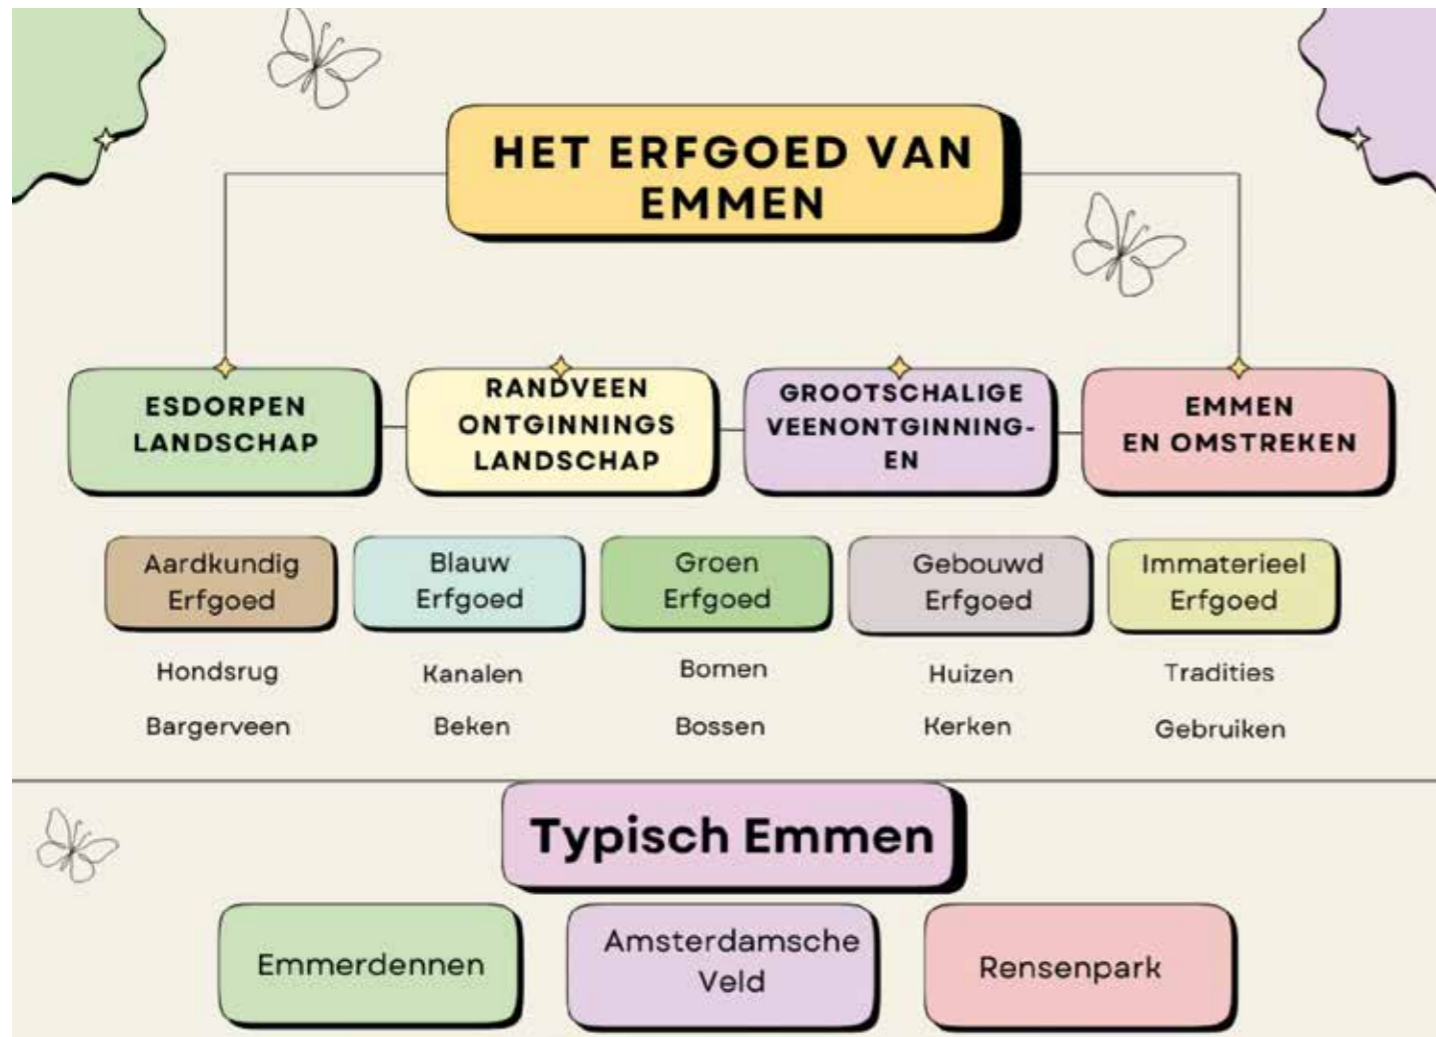 HET ERFGOED VAN
EMMEN
ESDORPEN
LANDSCHAP
RANDVEEN
ONTGINNINGS
LANDSCHAP
GROOTSCHALIGE
VEENONTGINNING-
EN
EMMEN
EN OMSTREKEN
Aardkundig
Erfgoed
Blauw
Erfgoed
Groen
Erfgoed
Gebouwd
Erfgoed
Immaterieel
Erfgoed
Hondsrug
Kanalen
Bomen
Huizen
Tradities
Bargerveen
Beken
Bossen
Kerken
Gebruiken
Typisch Emmen
Emmerdennen
Amsterdamsche
Veld
Rensenpark